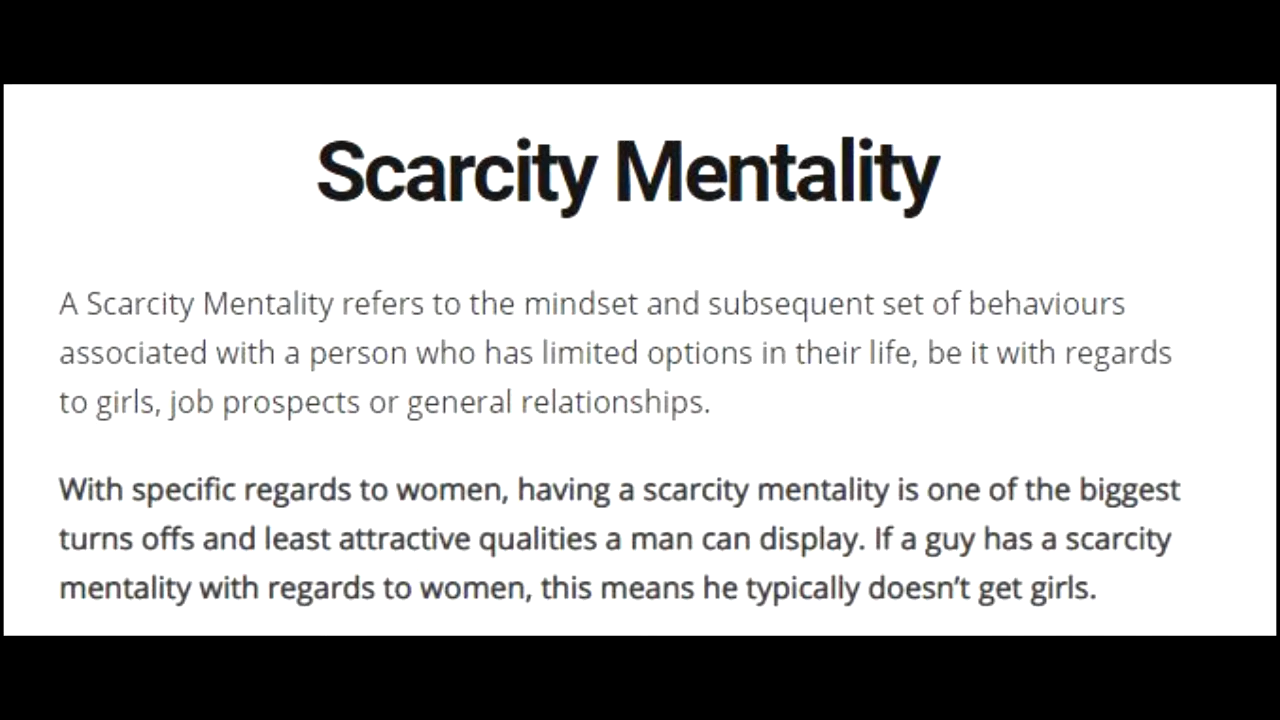 Scarcity Mentality
A Scarcity Mentality refers to the mindset and subsequent set of behaviours
associated with a person who has limited options in their life, be it with regards
to girls, job prospects or general relationships.
With specific regards to women, having a scarcity mentality is one of the biggest
turns offs and least attractive qualities a man can display. If a guy has a scarcity
mentality with regards to women, this means he typically doesn’t get girls.